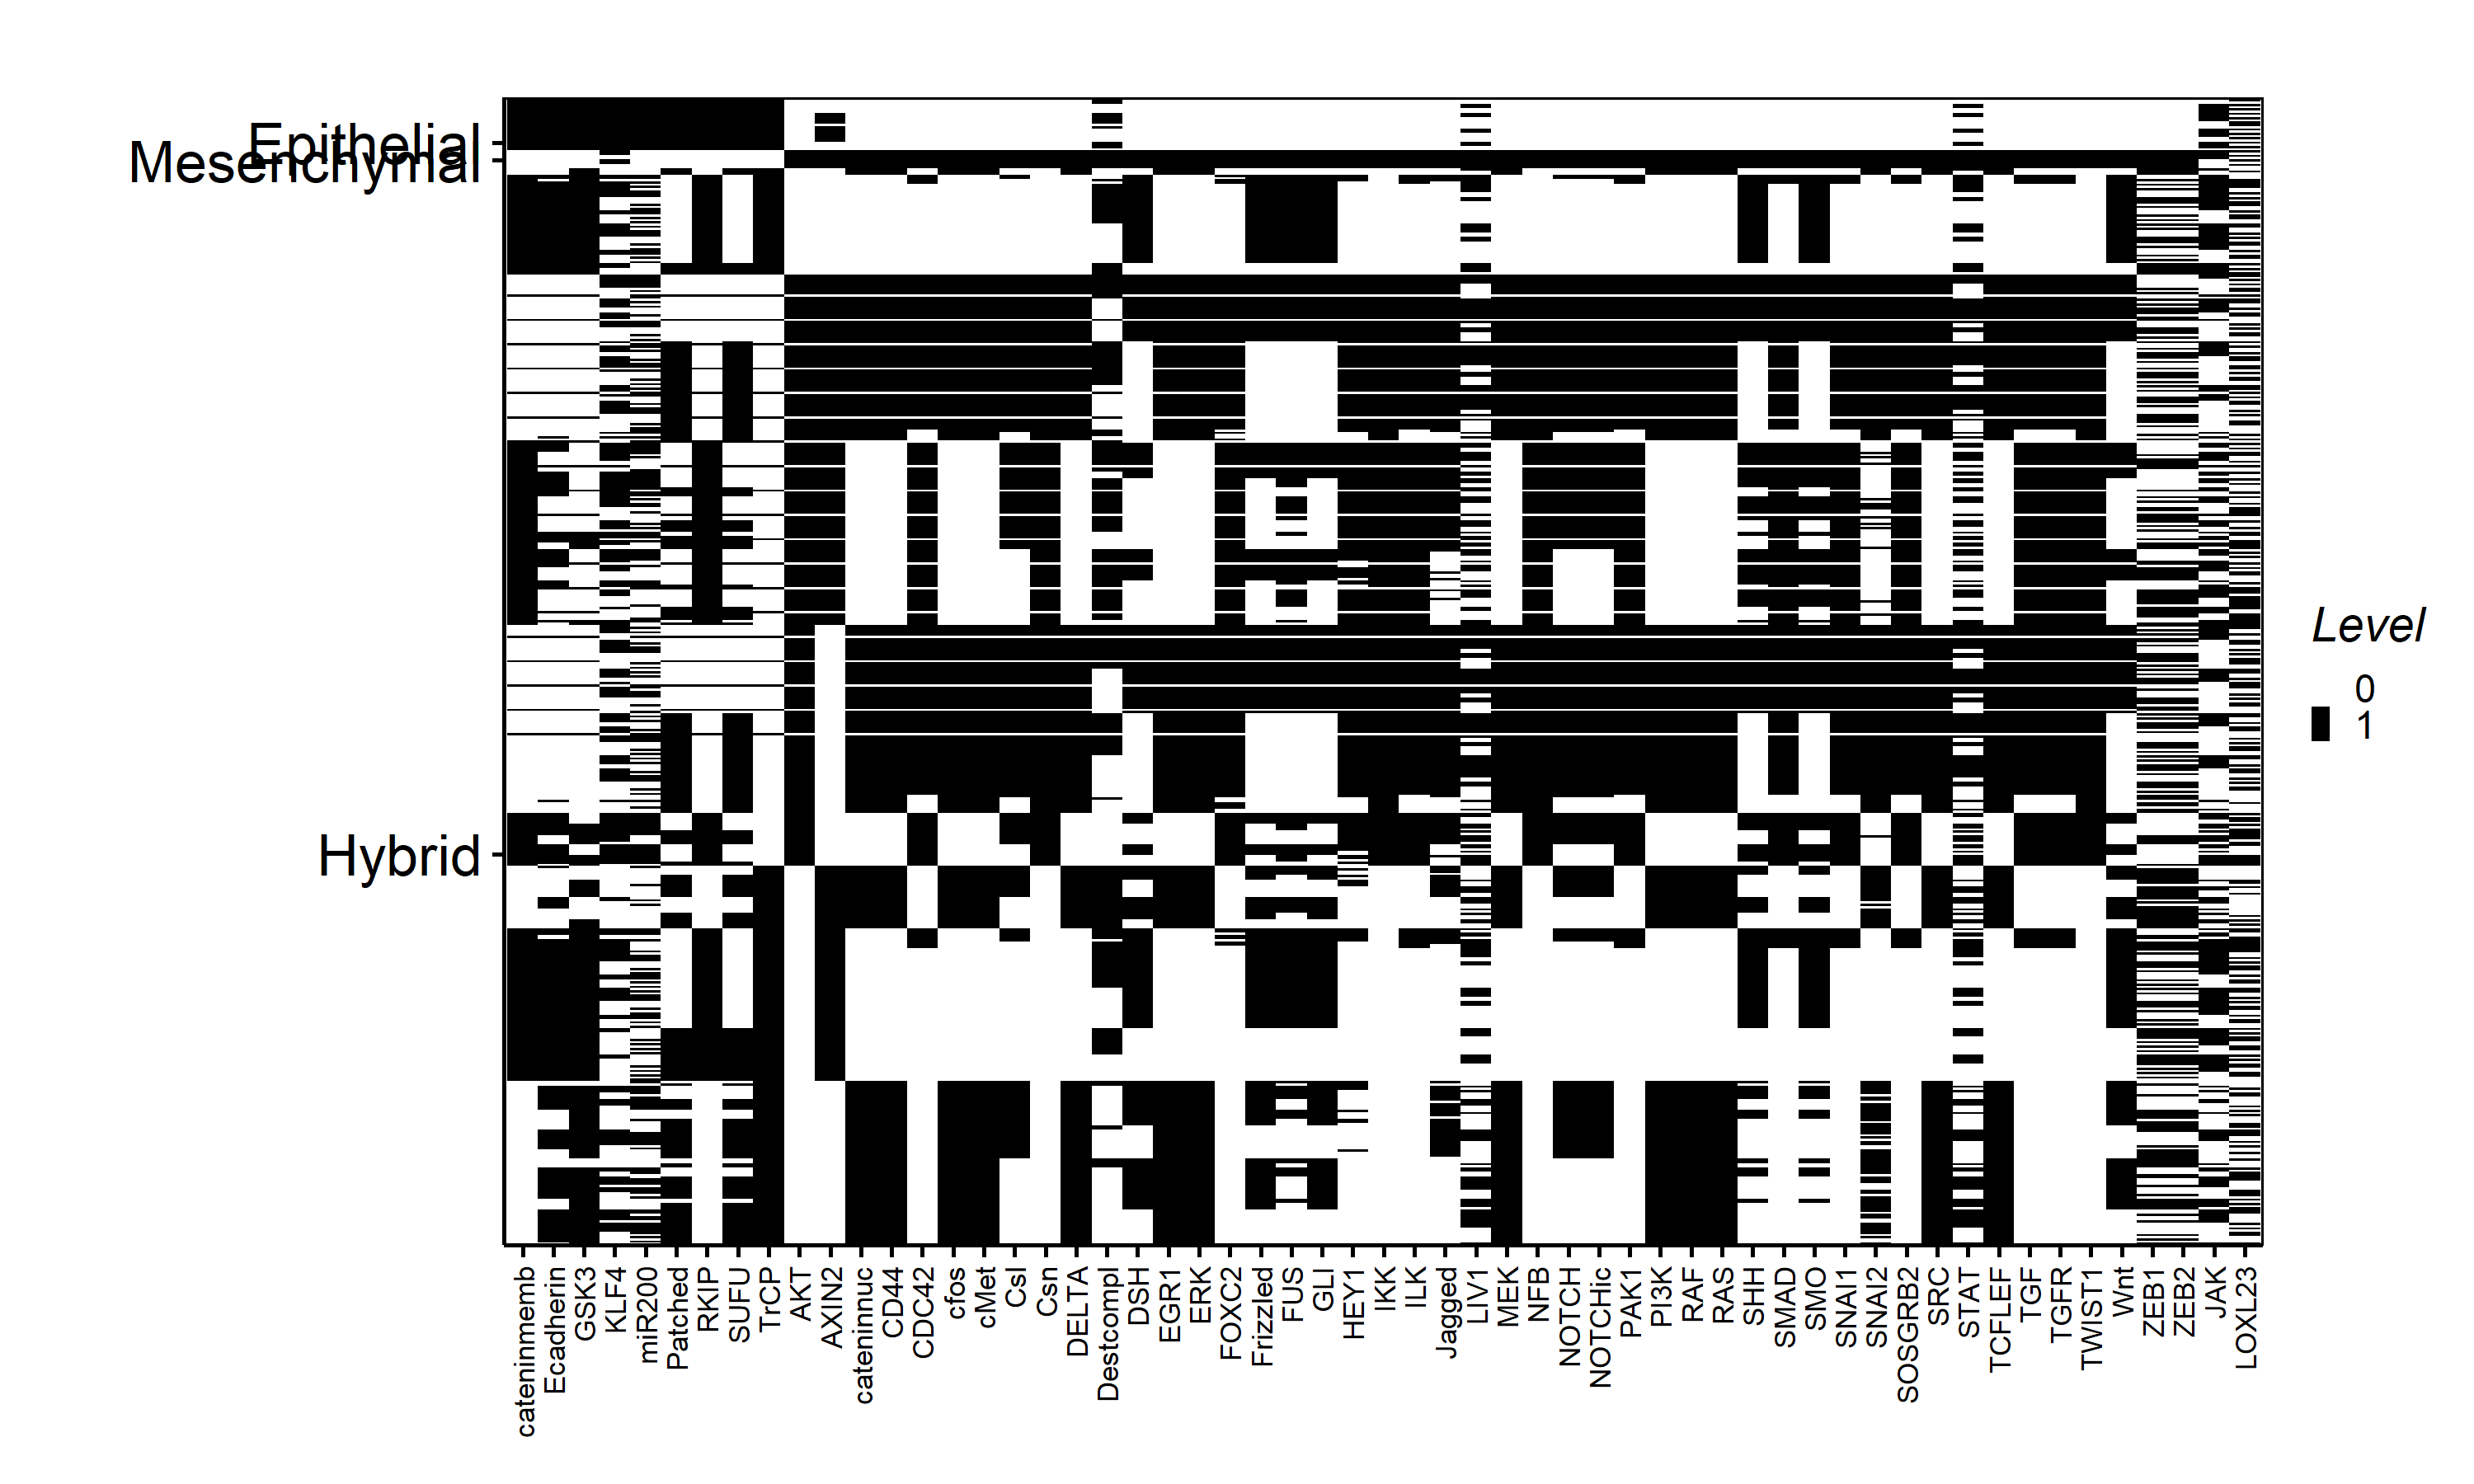 Epithelial
Mesenchymal
Hybrid
Level
0
1
cateninmemb
Ecadherin
GSK3
KLF4
miR200
Patched
RKIP
SUFU
TrCP
AKT
AXIN2
cateninnuc
CD44
CDC42
cfos
cMet
Csl
Csn
DELTA
Destcompl
DSH
EGR1
ERK
FOXC2
Frizzled
FUS
GLI
HEY1
IKK
ILK
Jagged
LIV1
MEK
NFB
NOTCH
NOTCHic
PAK1
PI3K
RAF
RAS
SHH
SMAD
SMO
SNAI1
SNAI2
SOSGRB2
SRC
STAT
TCFLEF
TGF
TGFR
TWIST1
Wnt
ZEB1
ZEB2
JAK
LOXL23